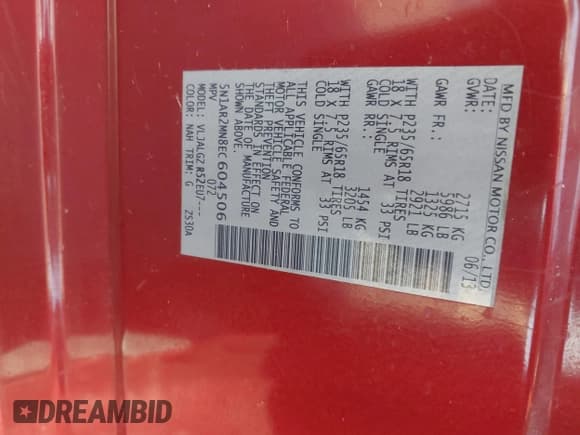 MFD BY NISSAN MOTOR CO., LTD.
06/13
GVWR: 2715 KG
5986 LB
GAWR FR.: 1325 KG
2921 LB
WITH P235/65R18 TIRES
18 X 7.5 RIMS AT 33 PSI
COLD SINGLE
GAWR RR.: 1454 KG
3205 LB
WITH P235/65R18 TIRES
18 X 7.5 RIMS AT 33 PSI
COLD SINGLE
THIS VEHICLE CONFORMS TO
ALL APPLICABLE FEDERAL
MOTOR VEHICLE SAFETY AND
THEFT PREVENTION
STANDARDS IN EFFECT ON
THE DATE OF MANUFACTURE
SHOWN ABOVE.
5N1AR2MN8EC604506
MPV 072
MODEL: VLJALGZ R52EU7---
COLOR: NAH TRIM: G ZS30A
DREAMBID